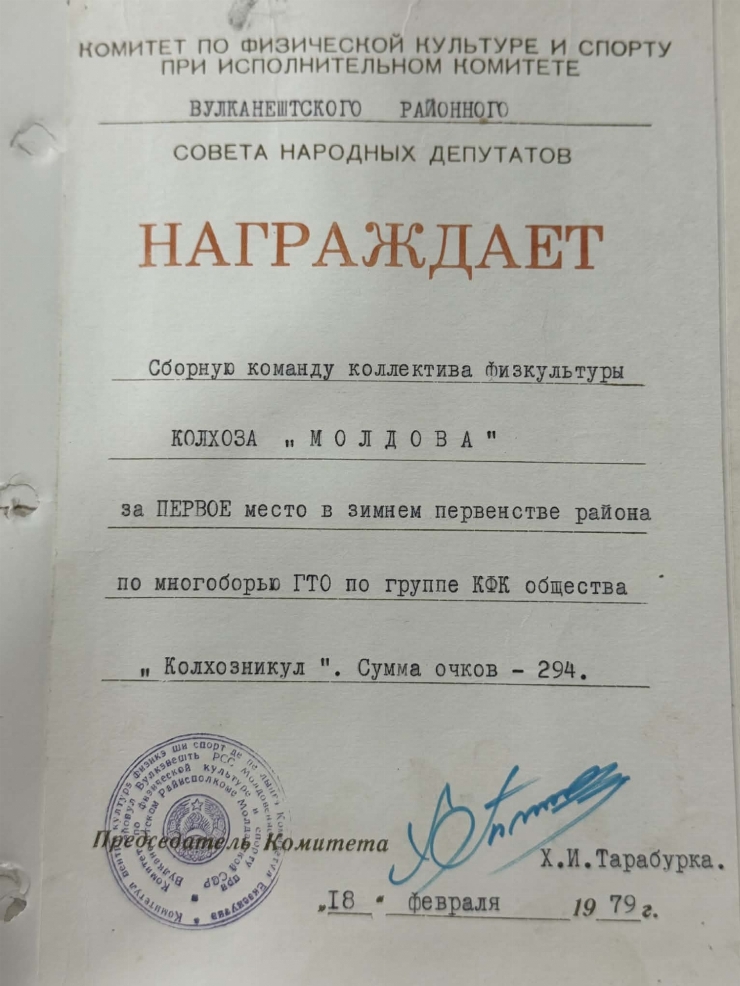 КОМИТЕТ ПО ФИЗИЧЕСКОЙ КУЛЬТУРЕ И СПОРТУ
ПРИ ИСПОЛНИТЕЛЬНОМ КОМИТЕТЕ
ВУЛКАНЕШТСКОГО РАЙОННОГО
СОВЕТА НАРОДНЫХ ДЕПУТАТОВ
НАГРАЖДАЕТ
Сборную команду коллектива физкультуры
КОЛХОЗА „МОЛДОВА"
за ПЕРВОЕ место в зимнем первенстве района
по многоборью ГТО по группе КФК общества
„ Колхозникул ". Сумма очков - 294.
Председатель Комитета
Х.И.Тарабурка.
„18 " февраля 1979 г.